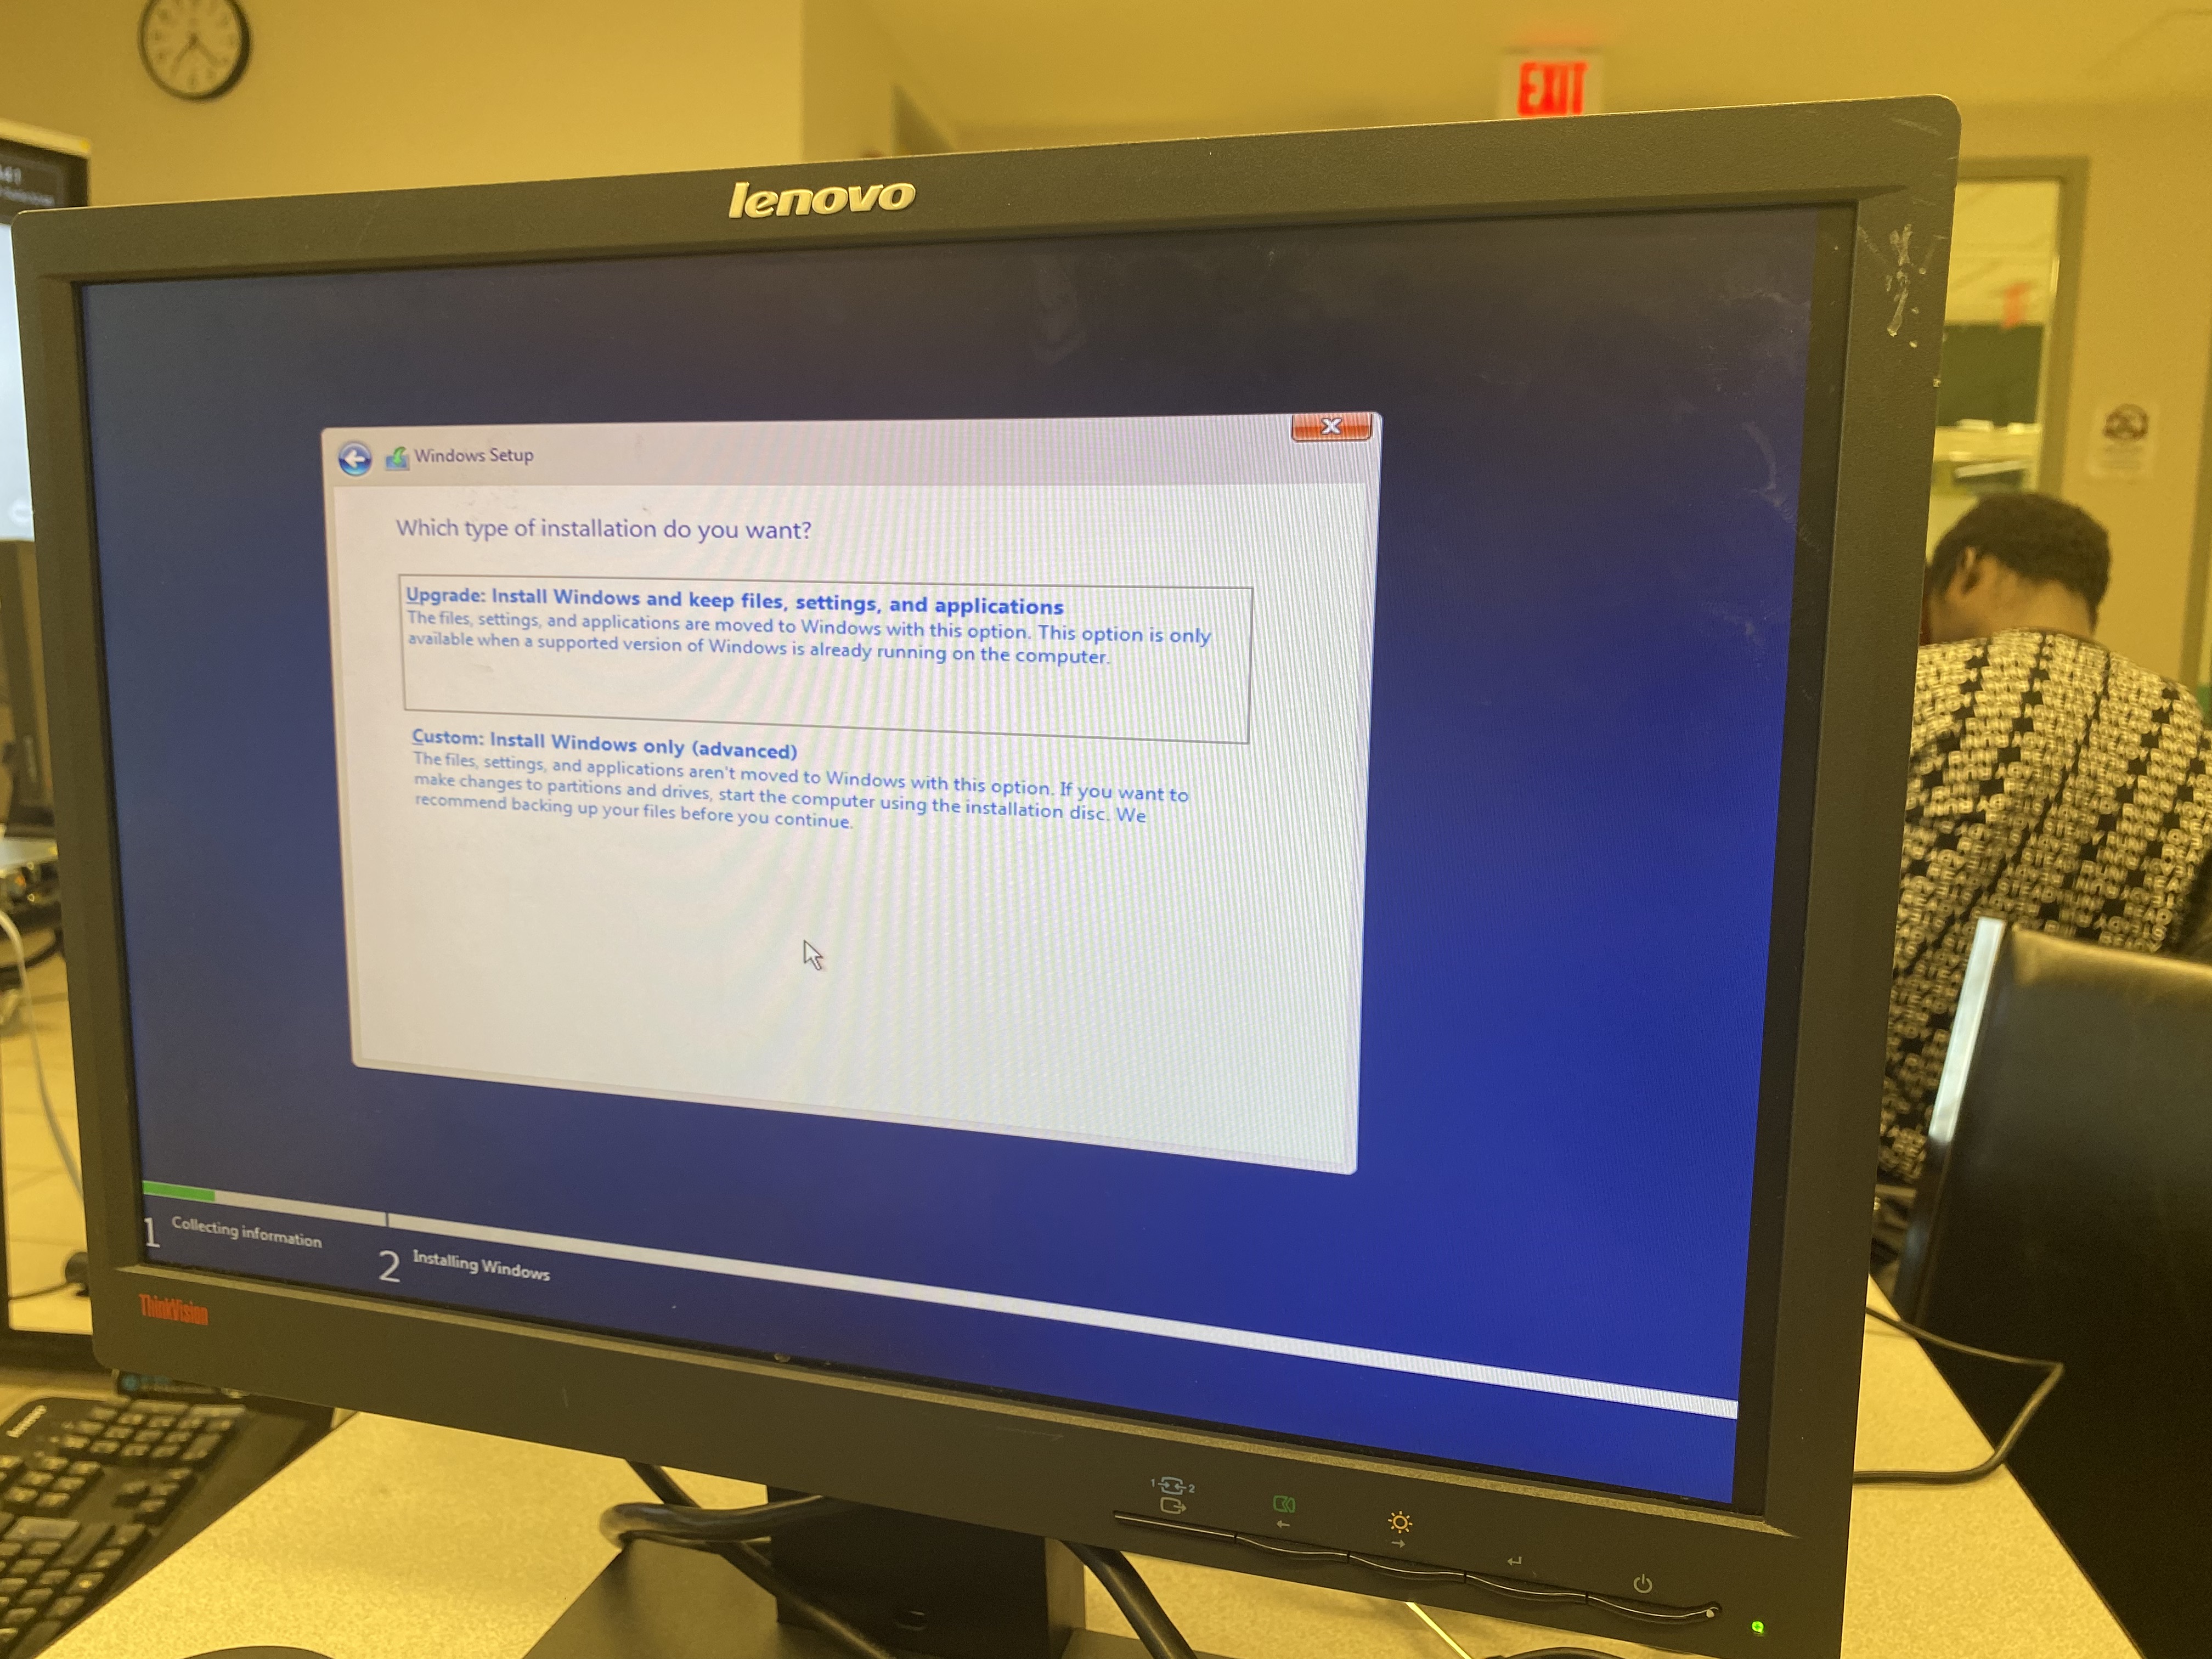 EXIT
lenovo
Windows Setup
Which type of installation do you want?
Upgrade: Install Windows and keep files, settings, and applications
The files, settings, and applications are moved to Windows with this option. This option is only
available when a supported version of Windows is already running on the computer.
Custom: Install Windows only (advanced)
The files, settings, and applications aren't moved to Windows with this option. If you want to
make changes to partitions and drives, start the computer using the installation disc. We
recommend backing up your files before you continue.
1 Collecting information
2 Installing Windows
ThinkVision
1 2